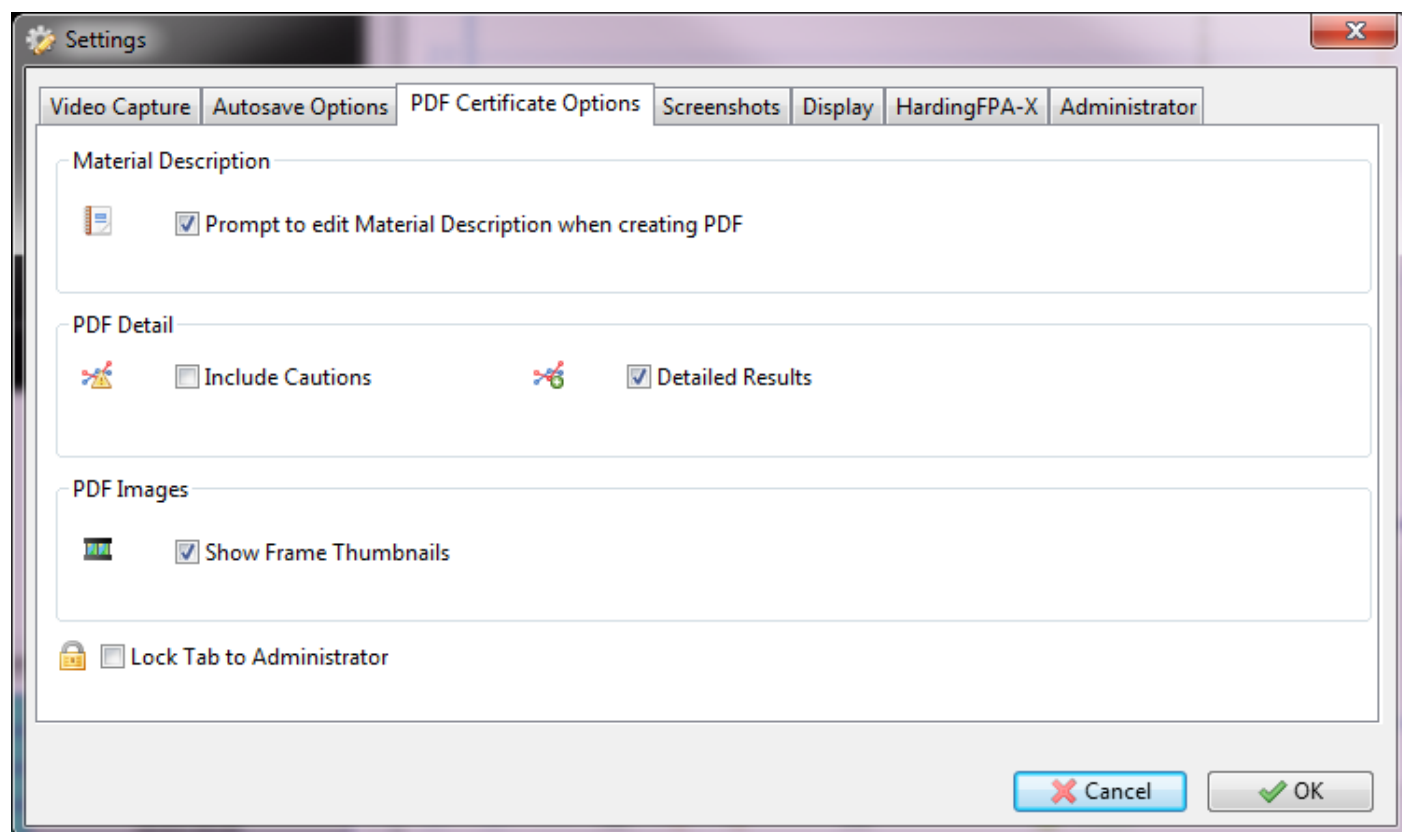 Settings
Video Capture Autosave Options PDF Certificate Options Screenshots Display HardingFPA-X Administrator
Material Description
Prompt to edit Material Description when creating PDF
PDF Detail
Include Cautions Detailed Results
PDF Images
Show Frame Thumbnails
Lock Tab to Administrator
Cancel OK